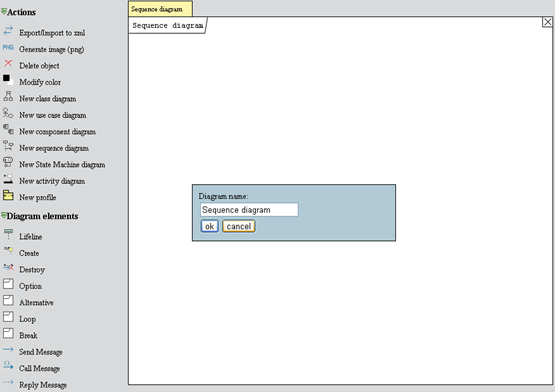 Actions
Export/Import to xml
PNG Generate image (png)
Delete object
Modify color
New class diagram
New use case diagram
New component diagram
New sequence diagram
New State Machine diagram
New activity diagram
New profile
Diagram elements
Lifeline
Create
Destroy
Option
Alternative
Loop
Break
Send Message
Call Message
Reply Message
Sequence diagram
Sequence diagram
Diagram name:
Sequence diagram
ok cancel